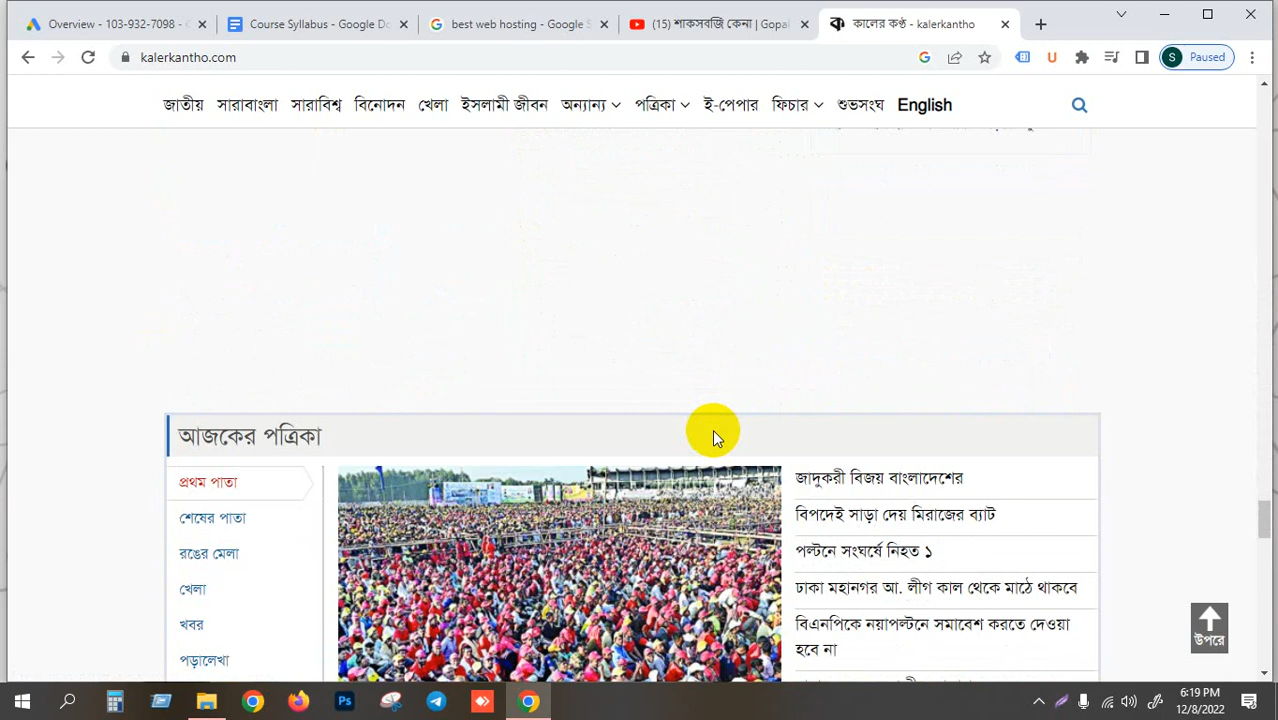 Overview - 103-932-7098 -
Course Syllabus - Google Do
best web hosting - Google S
(15) শাকসবজি কেনা | Gopal
কালের কণ্ঠ - kalerkantho
kalerkantho.com
S Paused
জাতীয় সারাবাংলা সারাবিশ্ব বিনোদন খেলা ইসলামী জীবন অন্যান্য পত্রিকা ই-পেপার ফিচার শুভসংঘ English
আজকের পত্রিকা
প্রথম পাতা
শেষের পাতা
রঙের মেলা
খেলা
খবর
পড়ালেখা
জাদুকরী বিজয় বাংলাদেশের
বিপদেই সাড়া দেয় মিরাজের ব্যাট
পল্টনে সংঘর্ষে নিহত ১
ঢাকা মহানগর আ. লীগ কাল থেকে মাঠে থাকবে
বিএনপিকে নয়াপল্টনে সমাবেশ করতে দেওয়া
হবে না
উপরে
Ps
6:19 PM
12/8/2022